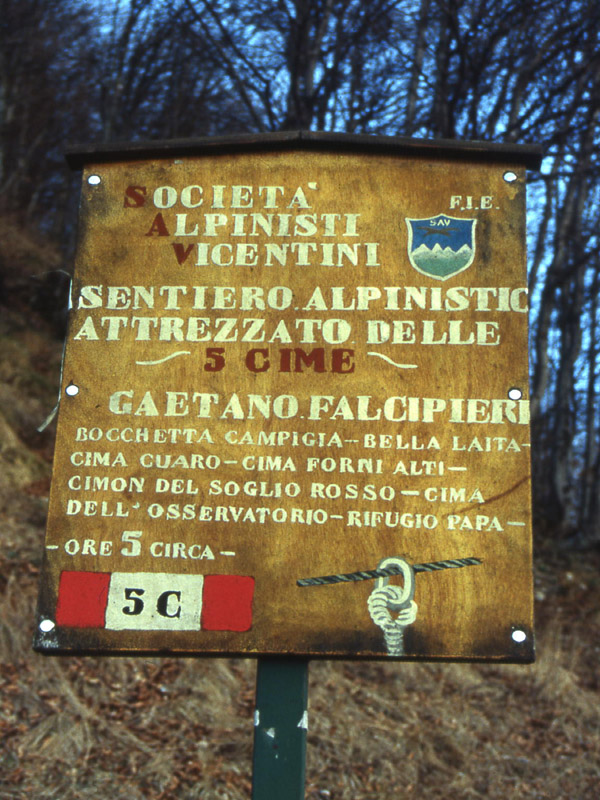 SOCIETA'
ALPINISTI
VICENTINI
F.I.E.
SAV
SENTIERO.ALPINISTIC
ATTREZZATO.DELLE
5 CIME
GAETANO.FALCIPIERI
BOCCHETTA CAMPIGIA-BELLA LAITA-
CIMA CUARO-CIMA FORNI ALTI-
CIMON DEL SOGLIO ROSSO-CIMA
DELL'OSSERVATORIO-RIFUGIO PAPA-
-ORE 5 CIRCA-
5 C